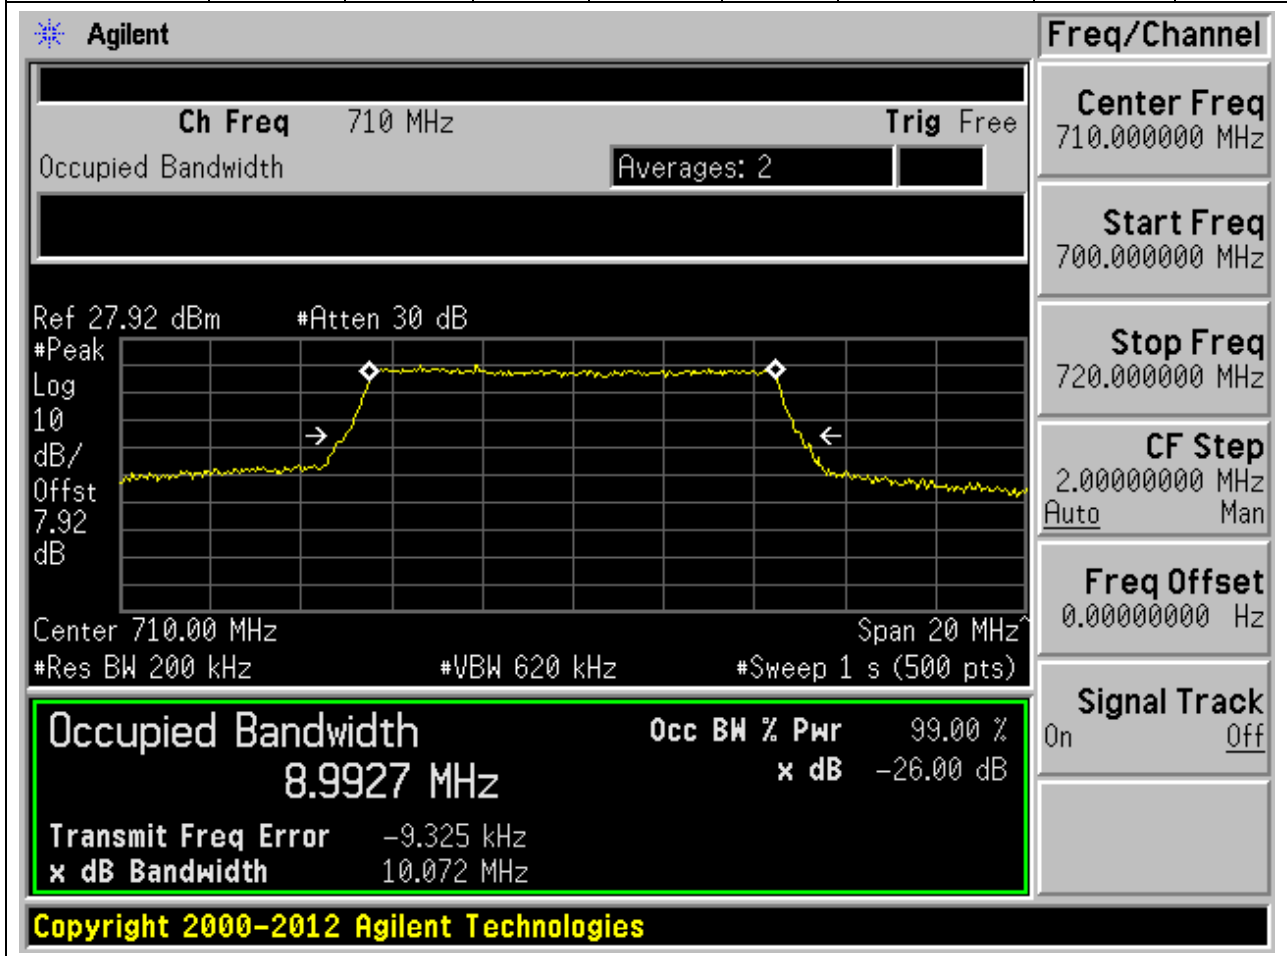 Agilent
Freq/Channel
Ch Freq 710 MHz Trig Free
Occupied Bandwidth Averages: 2
Center Freq
710.000000 MHz
Start Freq
700.000000 MHz
Stop Freq
720.000000 MHz
CF Step
2.00000000 MHz
Auto Man
Freq Offset
0.00000000 Hz
Signal Track
On Off
Ref 27.92 dBm #Atten 30 dB
#Peak
Log
10
dB/
Offst
7.92
dB
Center 710.00 MHz Span 20 MHz^
#Res BW 200 kHz #VBW 620 kHz #Sweep 1 s (500 pts)
Occupied Bandwidth Occ BW % Pwr 99.00 %
8.9927 MHz x dB -26.00 dB
Transmit Freq Error -9.325 kHz
x dB Bandwidth 10.072 MHz
Copyright 2000-2012 Agilent Technologies